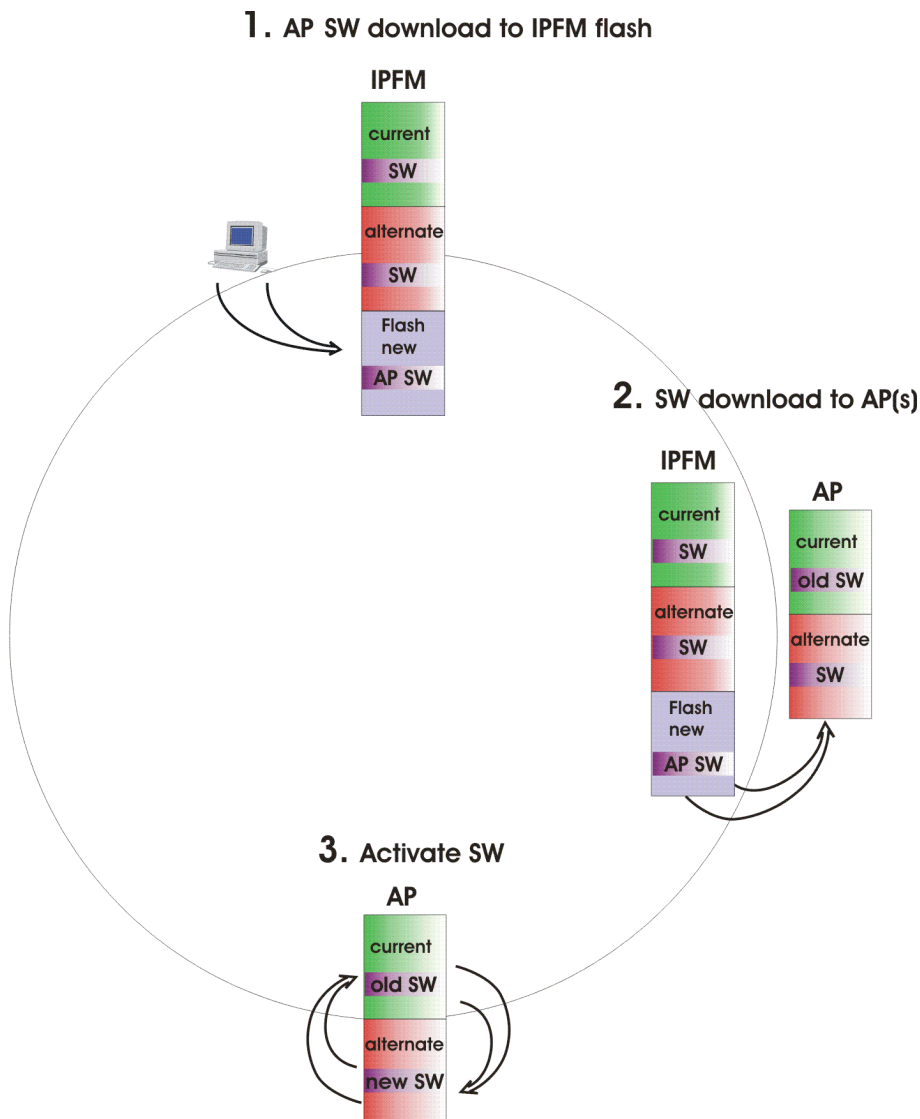 1. AP SW download to IPFM flash
IPFM
current
SW
alternate
SW
Flash
new
AP SW
2. SW download to AP(s)
IPFM
current
SW
alternate
SW
Flash
new
AP SW
AP
current
old SW
alternate
SW
3. Activate SW
AP
current
old SW
alternate
new SW